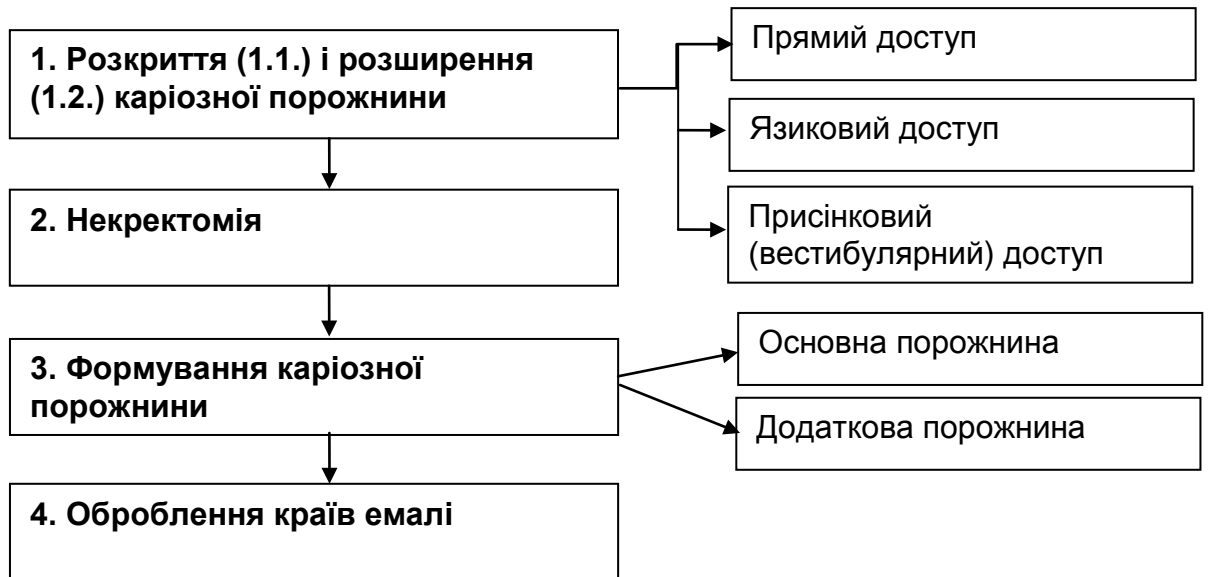 1. Розкриття (1.1.) і розширення
(1.2.) каріозної порожнини
Прямий доступ
Язиковий доступ
Присінковий
(вестибулярний) доступ
2. Некректомія
3. Формування каріозної
порожнини
Основна порожнина
Додаткова порожнина
4. Оброблення країв емалі